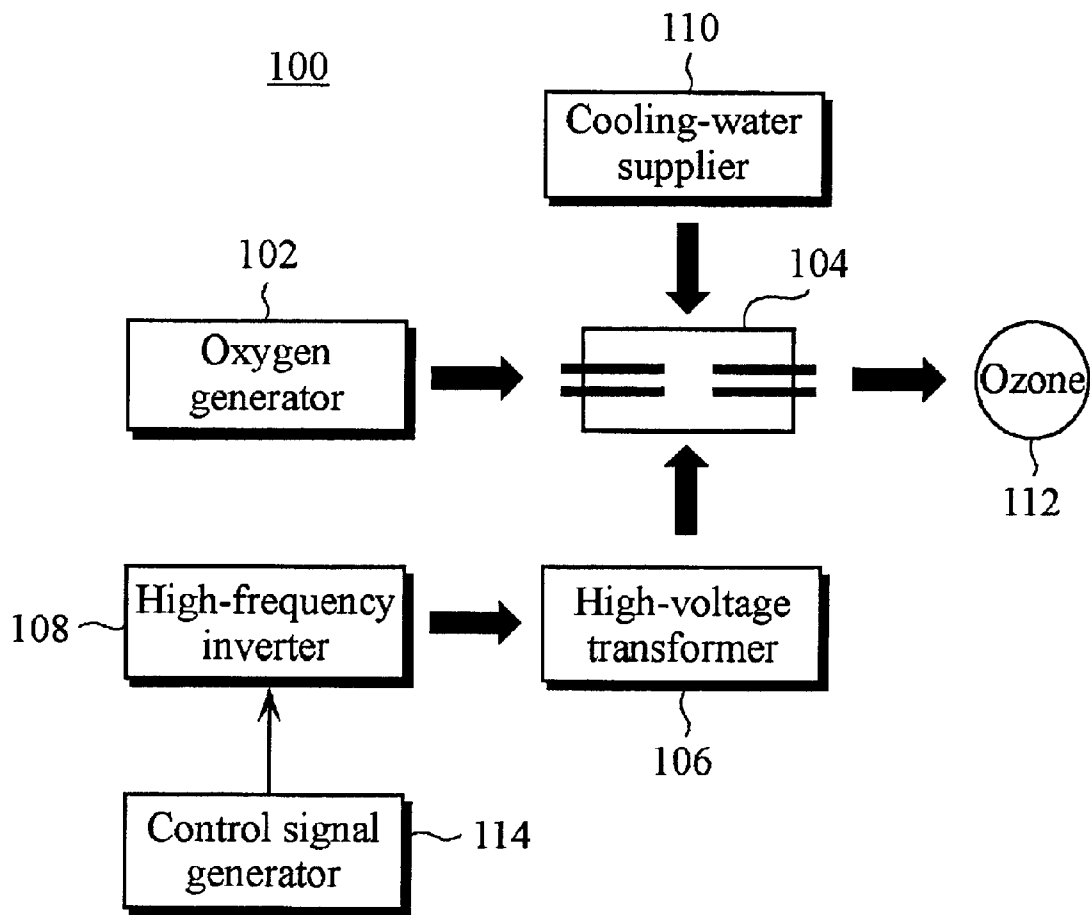 100
110
Cooling-water
supplier
102
104
Oxygen
generator
Ozone
112
108
High-frequency
inverter
High-voltage
transformer
106
Control signal
generator
114